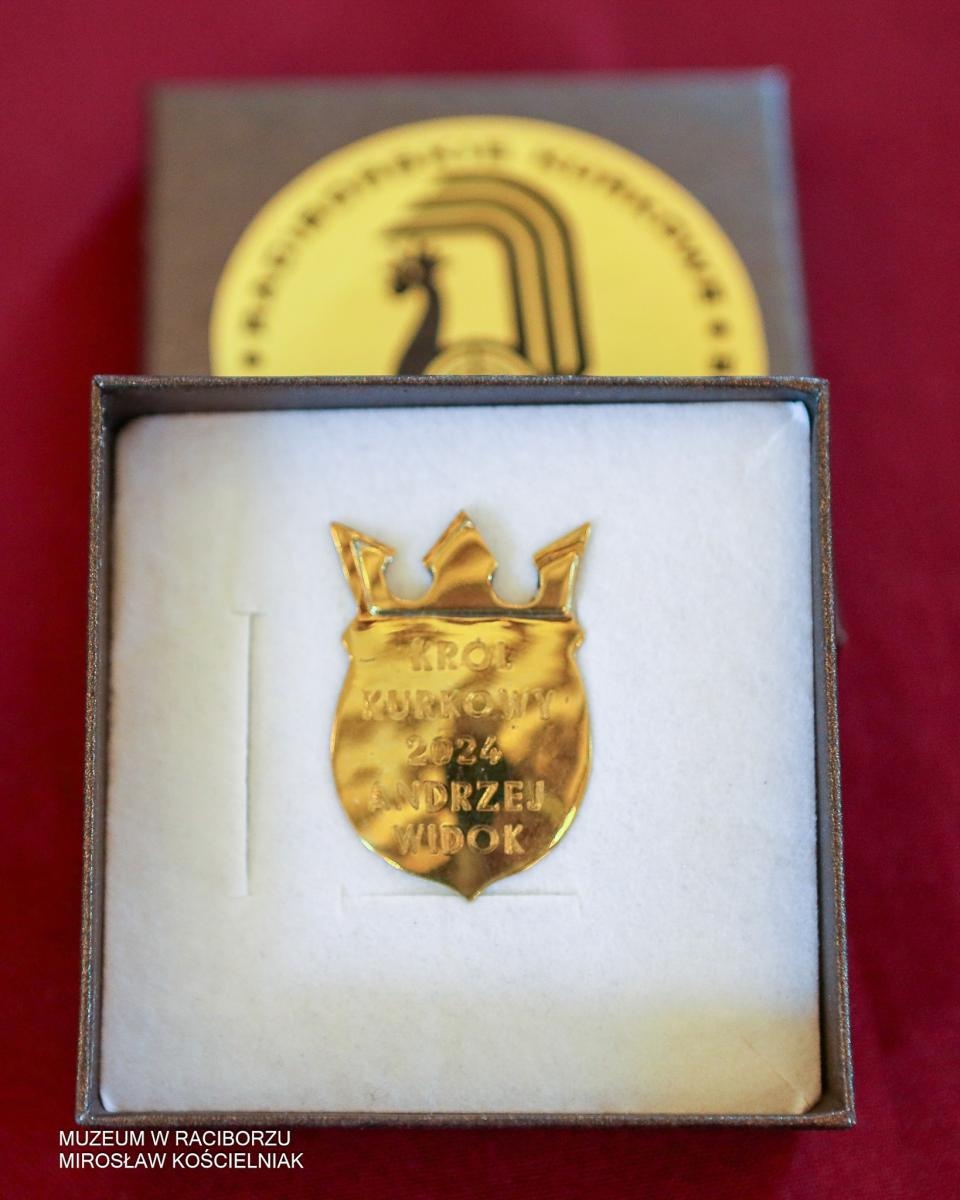 KRÓL
KURKOWY
2024
ANDRZEJ
WIDOK
MUZEUM W RACIBORZU
MIROSŁAW KOŚCIELNIAK